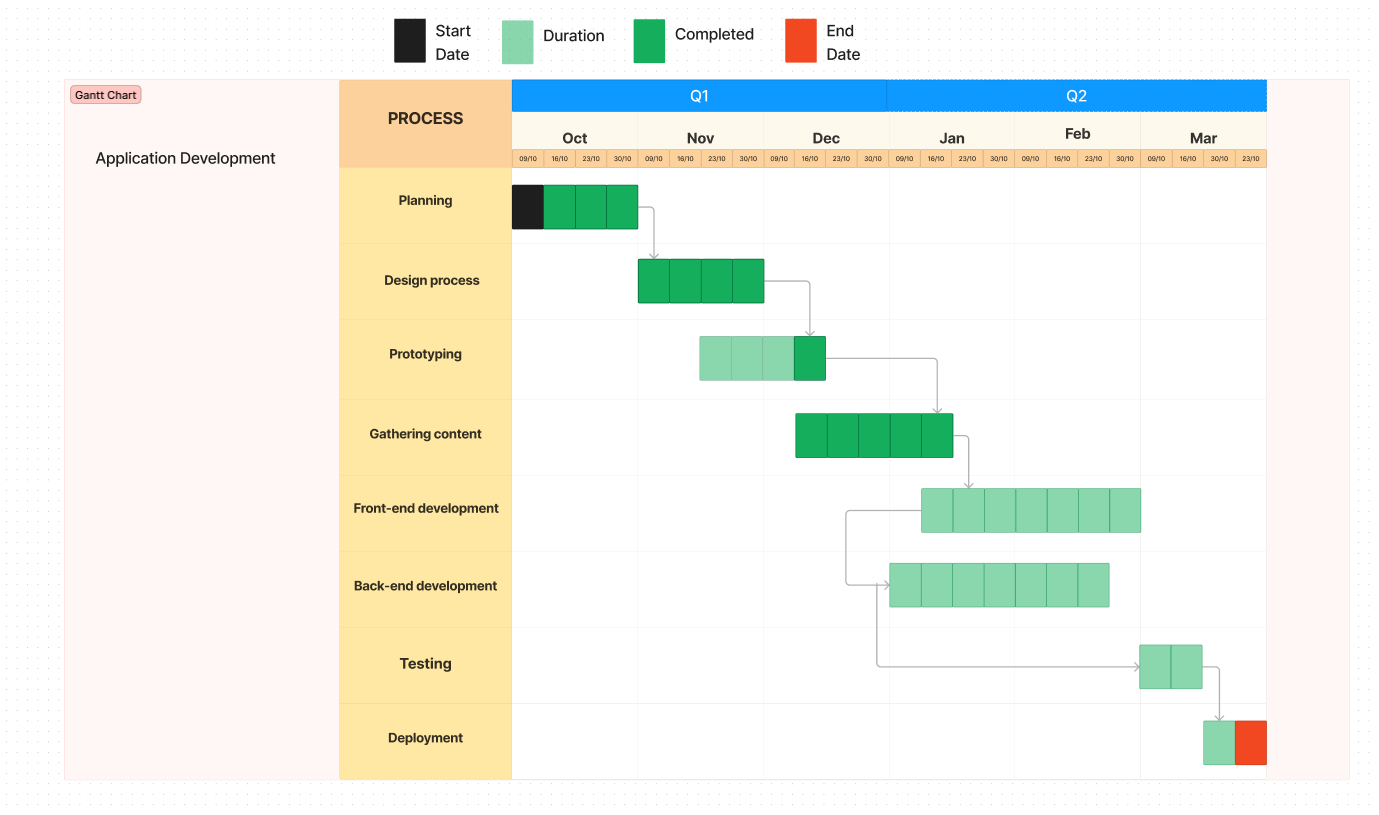 Start
Date
Duration
Completed
End
Date
Gantt Chart
Application Development
PROCESS
Q1
Q2
Oct
Nov
Dec
Jan
Feb
Mar
09/10 16/10 23/10 30/10 09/10 16/10 23/10 30/10 09/10 16/10 23/10 30/10 09/10 16/10 23/10 30/10 09/10 16/10 23/10 30/10 09/10 16/10 30/10 23/10
Planning
Design process
Prototyping
Gathering content
Front-end development
Back-end development
Testing
Deployment